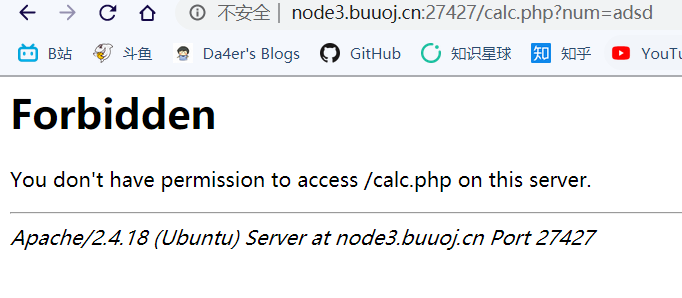 不安全 | node3.buuoj.cn:27427/calc.php?num=adsd
B站 斗鱼 Da4er's Blogs GitHub 知识星球 知 知乎
Forbidden
You don't have permission to access /calc.php on this server.
Apache/2.4.18 (Ubuntu) Server at node3.buuoj.cn Port 27427